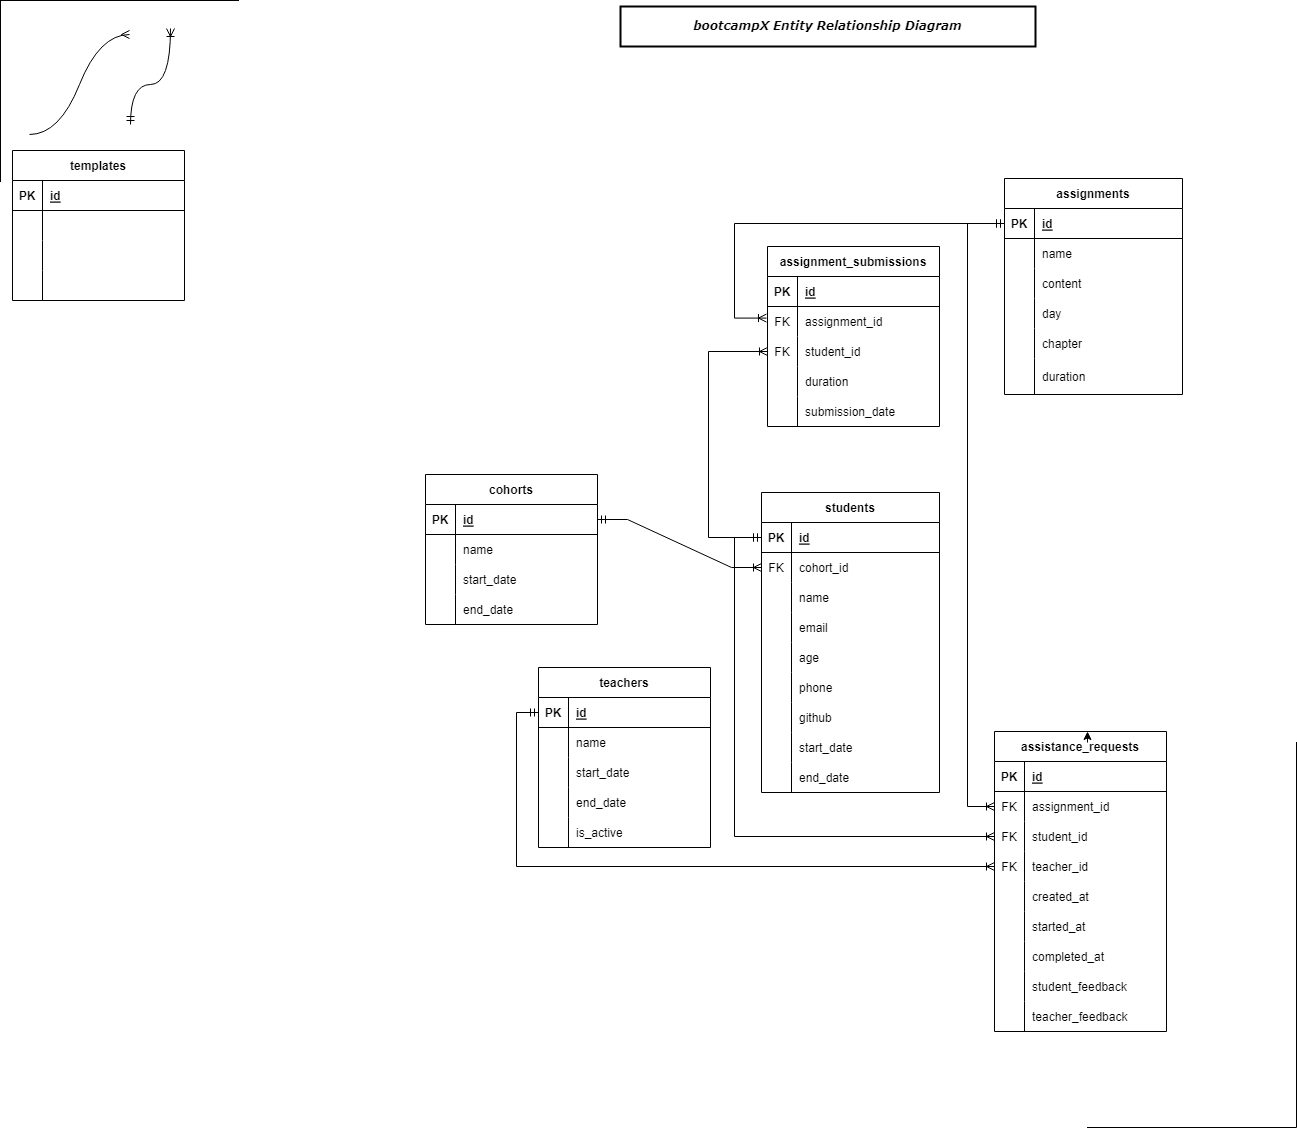 bootcampX Entity Relationship Diagram
templates
PK id
assignments
PK id
name
content
day
chapter
duration
assignment_submissions
PK id
FK assignment_id
FK student_id
duration
submission_date
cohorts
PK id
name
start_date
end_date
students
PK id
FK cohort_id
name
email
age
phone
github
start_date
end_date
teachers
PK id
name
start_date
end_date
is_active
assistance_requests
PK id
FK assignment_id
FK student_id
FK teacher_id
created_at
started_at
completed_at
student_feedback
teacher_feedback